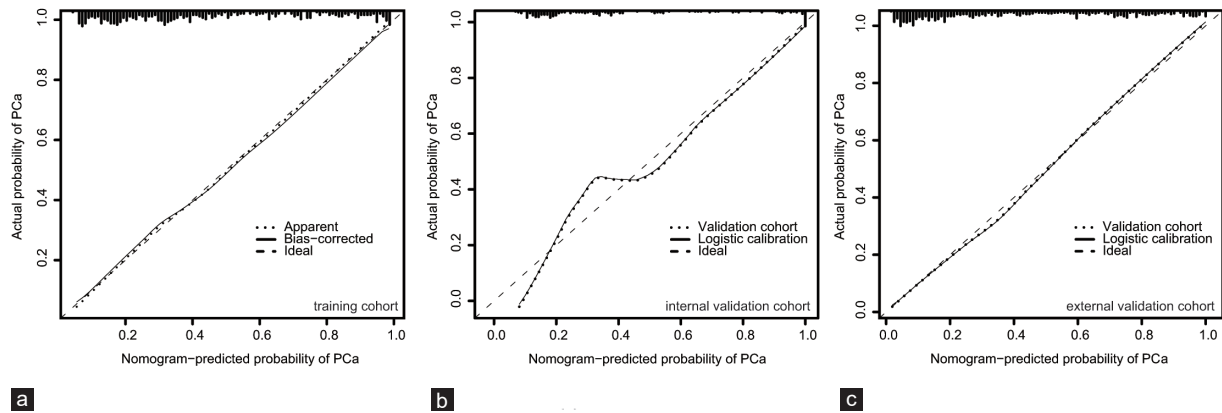 Actual probability of PCa
1.0
0.8
0.6
0.4
0.2
Apparent
Bias−corrected
Ideal
training cohort
0.2 0.4 0.6 0.8 1.0
Nomogram−predicted probability of PCa
a
Actual probability of PCa
1.0
0.8
0.6
0.4
0.2
0.0
Validation cohort
Logistic calibration
Ideal
internal validation cohort
0.0 0.2 0.4 0.6 0.8 1.0
Nomogram−predicted probability of PCa
b
Actual probability of PCa
1.0
0.8
0.6
0.4
0.2
0.0
Validation cohort
Logistic calibration
Ideal
external validation cohort
0.0 0.2 0.4 0.6 0.8 1.0
Nomogram−predicted probability of PCa
c